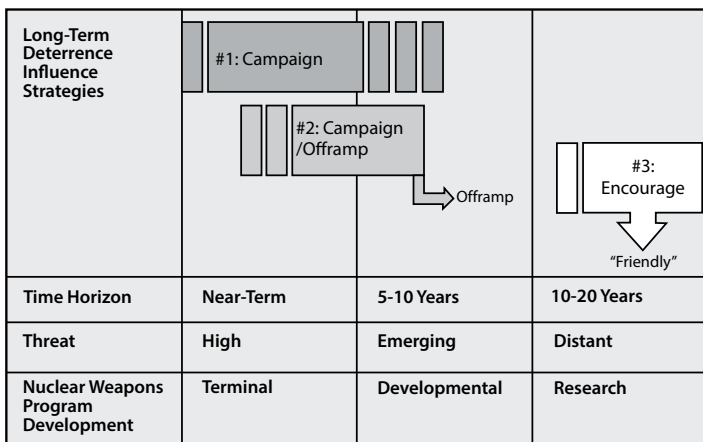 Long-Term
Deterrence
Influence
Strategies
#1: Campaign
#2: Campaign
/Offramp
Offramp
#3:
Encourage
“Friendly”
Time Horizon
Near-Term
5-10 Years
10-20 Years
Threat
High
Emerging
Distant
Nuclear Weapons
Program
Development
Terminal
Developmental
Research